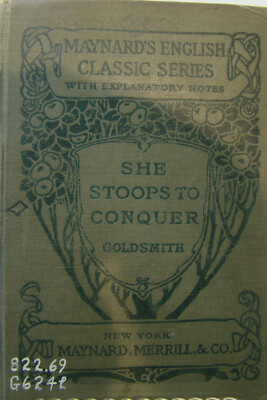 MAYNARD'S ENGLISH
CLASSIC SERIES
WITH EXPLANATORY NOTES
SHE
STOOPS TO
CONQUER
GOLDSMITH
NEW YORK
MAYNARD, MERRILL, & CO.
822.69
G624L